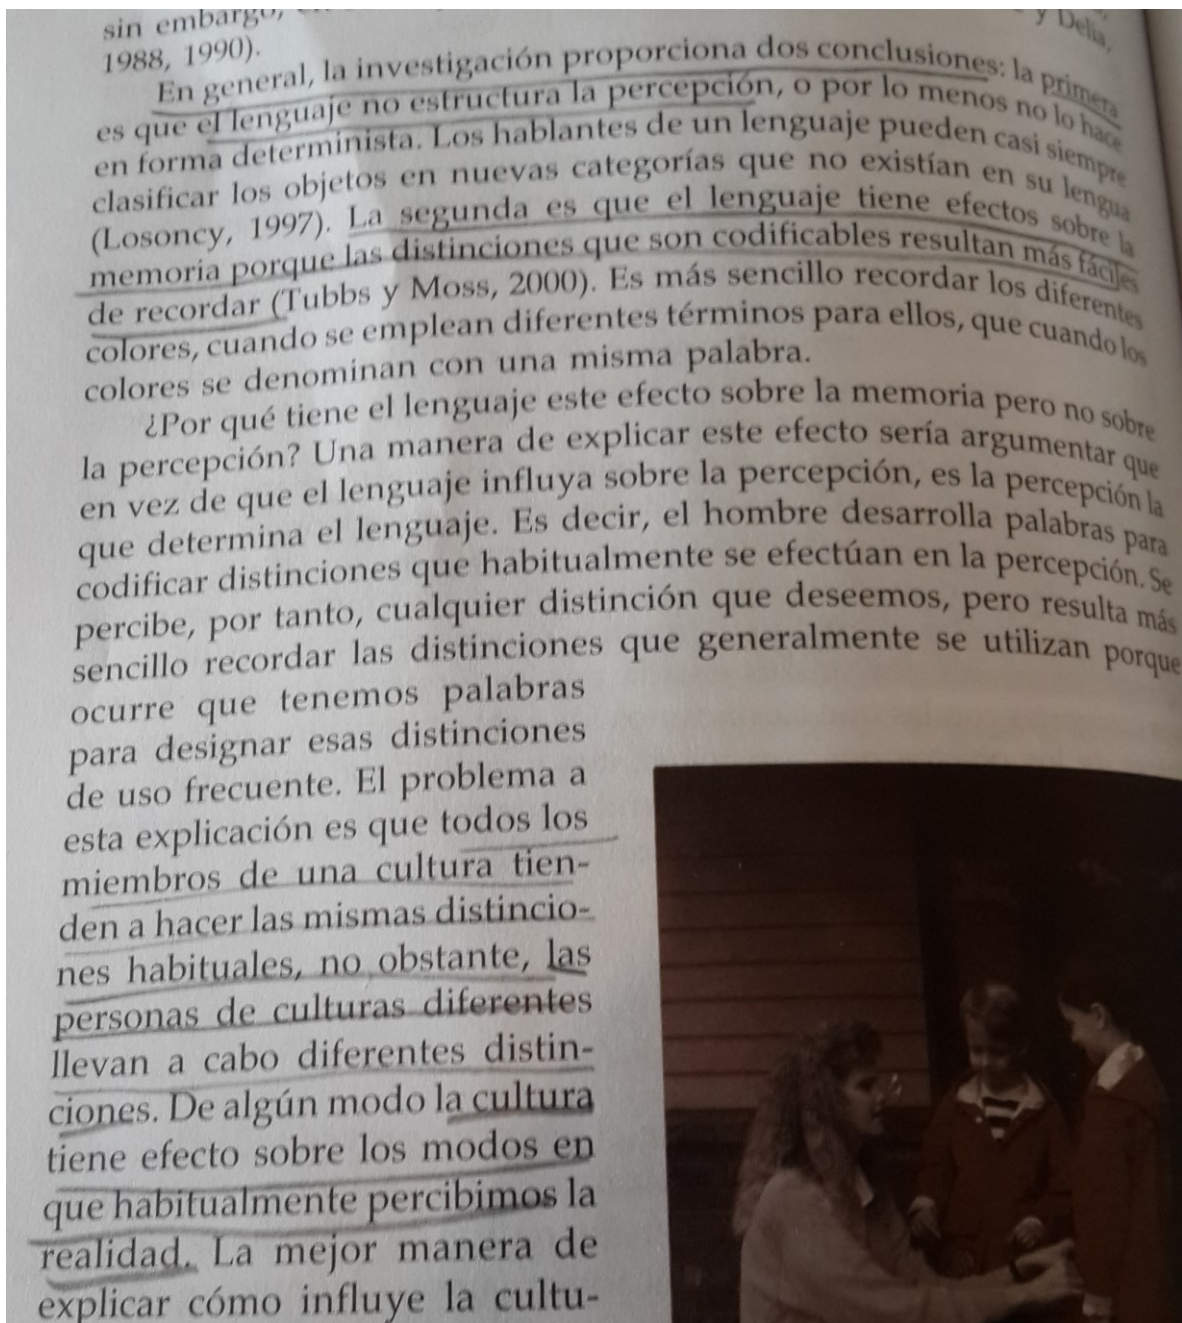 sin embargo,
y Delia,
1988, 1990).
En general, la investigación proporciona dos conclusiones: la primera
es que el lenguaje no estructura la percepción, o por lo menos no lo hace
en forma determinista. Los hablantes de un lenguaje pueden casi siempre
clasificar los objetos en nuevas categorías que no existían en su lengua
(Losoncy, 1997). La segunda es que el lenguaje tiene efectos sobre la
memoria porque las distinciones que son codificables resultan más fáciles
de recordar (Tubbs y Moss, 2000). Es más sencillo recordar los diferentes
colores, cuando se emplean diferentes términos para ellos, que cuando los
colores se denominan con una misma palabra.
¿Por qué tiene el lenguaje este efecto sobre la memoria pero no sobre
la percepción? Una manera de explicar este efecto sería argumentar que
en vez de que el lenguaje influya sobre la percepción, es la percepción la
que determina el lenguaje. Es decir, el hombre desarrolla palabras para
codificar distinciones que habitualmente se efectúan en la percepción. Se
percibe, por tanto, cualquier distinción que deseemos, pero resulta más
sencillo recordar las distinciones que generalmente se utilizan porque
ocurre que tenemos palabras
para designar esas distinciones
de uso frecuente. El problema a
esta explicación es que todos los
miembros de una cultura tien-
den a hacer las mismas distincio-
nes habituales, no obstante, las
personas de culturas diferentes
llevan a cabo diferentes distin-
ciones. De algún modo la cultura
tiene efecto sobre los modos en
que habitualmente percibimos la
realidad. La mejor manera de
explicar cómo influye la cultu-